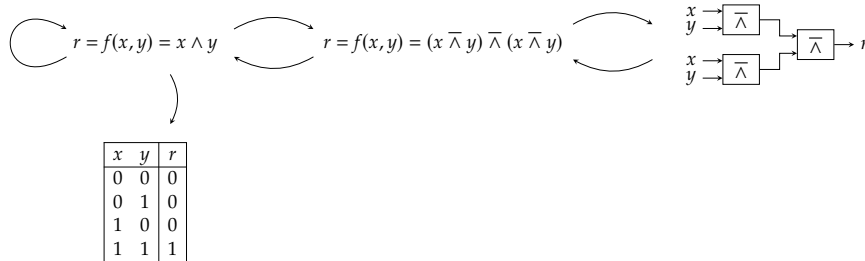 r = f(x, y) = x ∧ y
r = f(x, y) = (x ⊼ y) ⊼ (x ⊼ y)
x
y
⊼
x
y
⊼
⊼
r
x y r
0 0 0
0 1 0
1 0 0
1 1 1